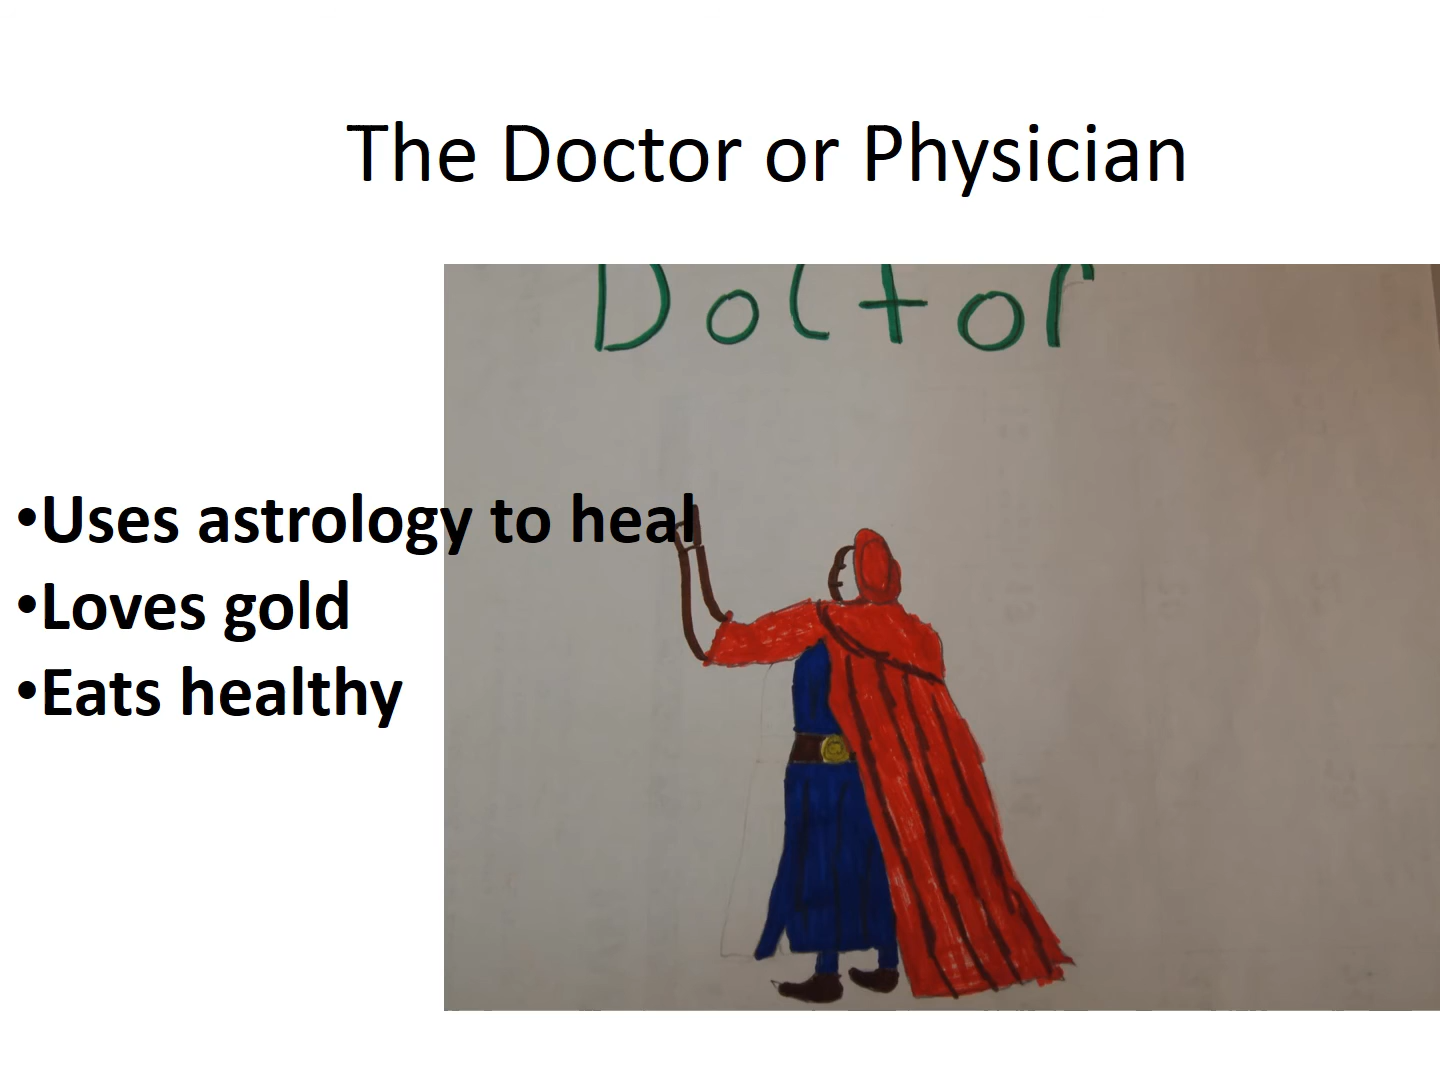 The Doctor or Physician
Doctor
•Uses astrology to heal
•Loves gold
•Eats healthy